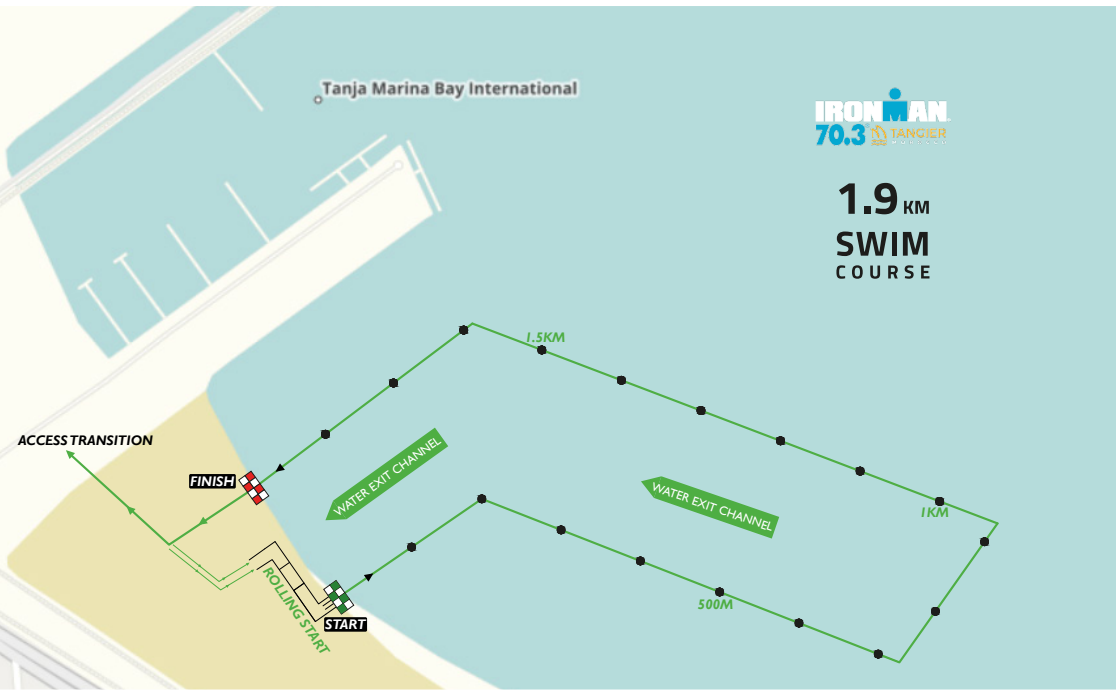 Tanja Marina Bay International
IRONMAN
70.3 TANGIER
1.9 KM
SWIM
COURSE
1.5KM
ACCESS TRANSITION
WATER EXIT CHANNEL
FINISH
WATER EXIT CHANNEL
1KM
ROLLING START
500M
START